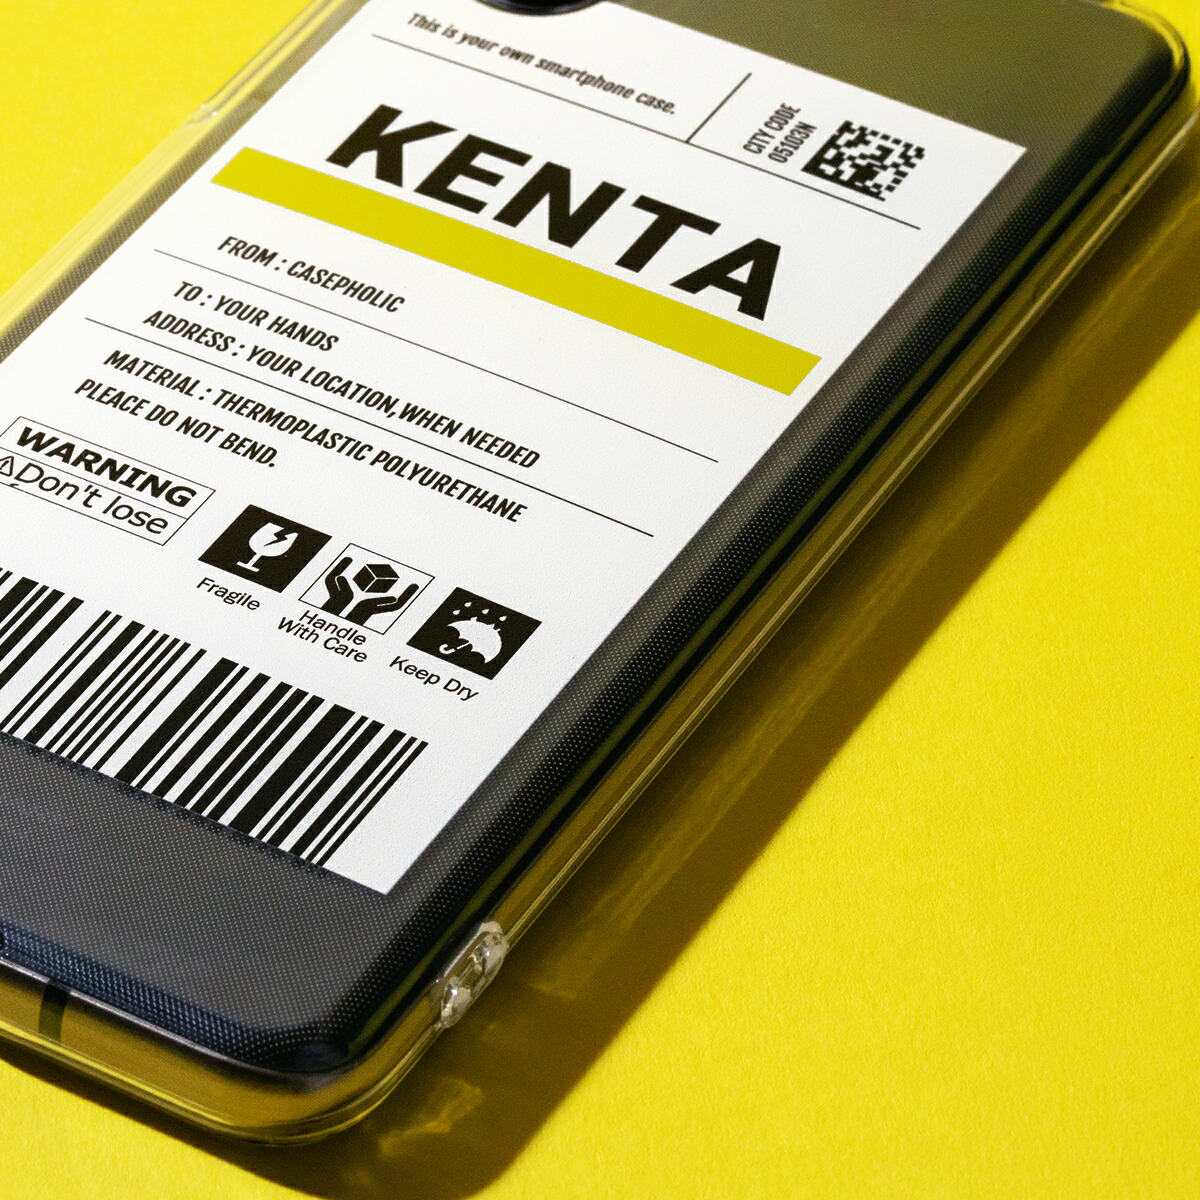 This is your own smartphone case.
CITY CODE
05103N
KENTA
FROM : CASEPHOLIC
TO : YOUR HANDS
ADDRESS : YOUR LOCATION, WHEN NEEDED
MATERIAL : THERMOPLASTIC POLYURETHANE
PLEACE DO NOT BEND.
WARNING
⚠Don't lose
Fragile
Handle
With Care
Keep Dry